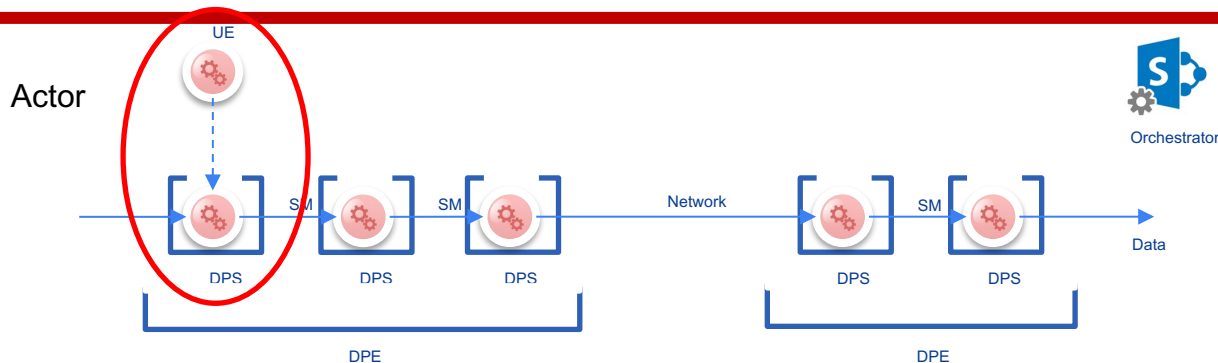 UE
Actor
Orchestrator
SM
SM
Network
SM
Data
DPS
DPS
DPS
DPS
DPS
DPE
DPE